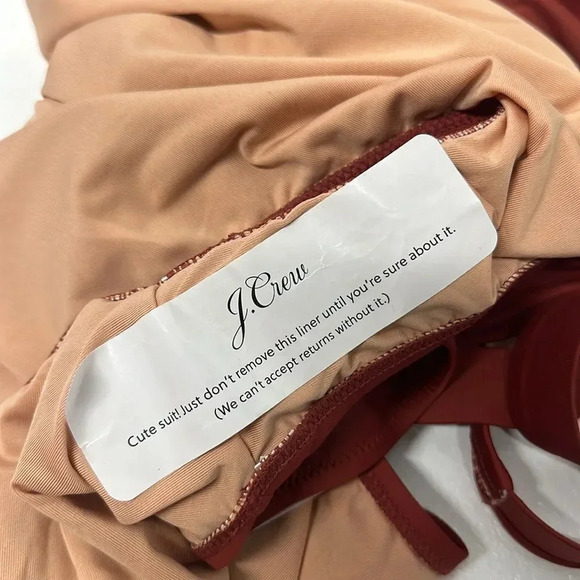 J.Crew
Cute suit! Just don't remove this liner until you're sure about it.
(We can't accept returns without it.)